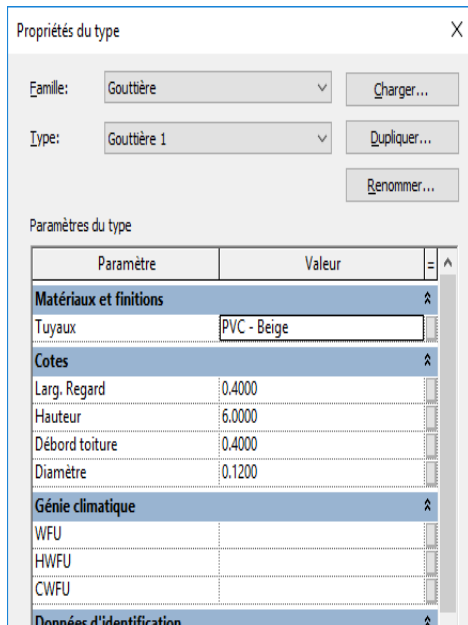 Propriétés du type X
Famille: Gouttière Charger...
Type: Gouttière 1 Dupliquer...
Renommer...
Paramètres du type
Paramètre Valeur =
Matériaux et finitions
Tuyaux PVC - Beige
Cotes
Larg. Regard 0.4000
Hauteur 6.0000
Débord toiture 0.4000
Diamètre 0.1200
Génie climatique
WFU
HWFU
CWFU
Données d'identification